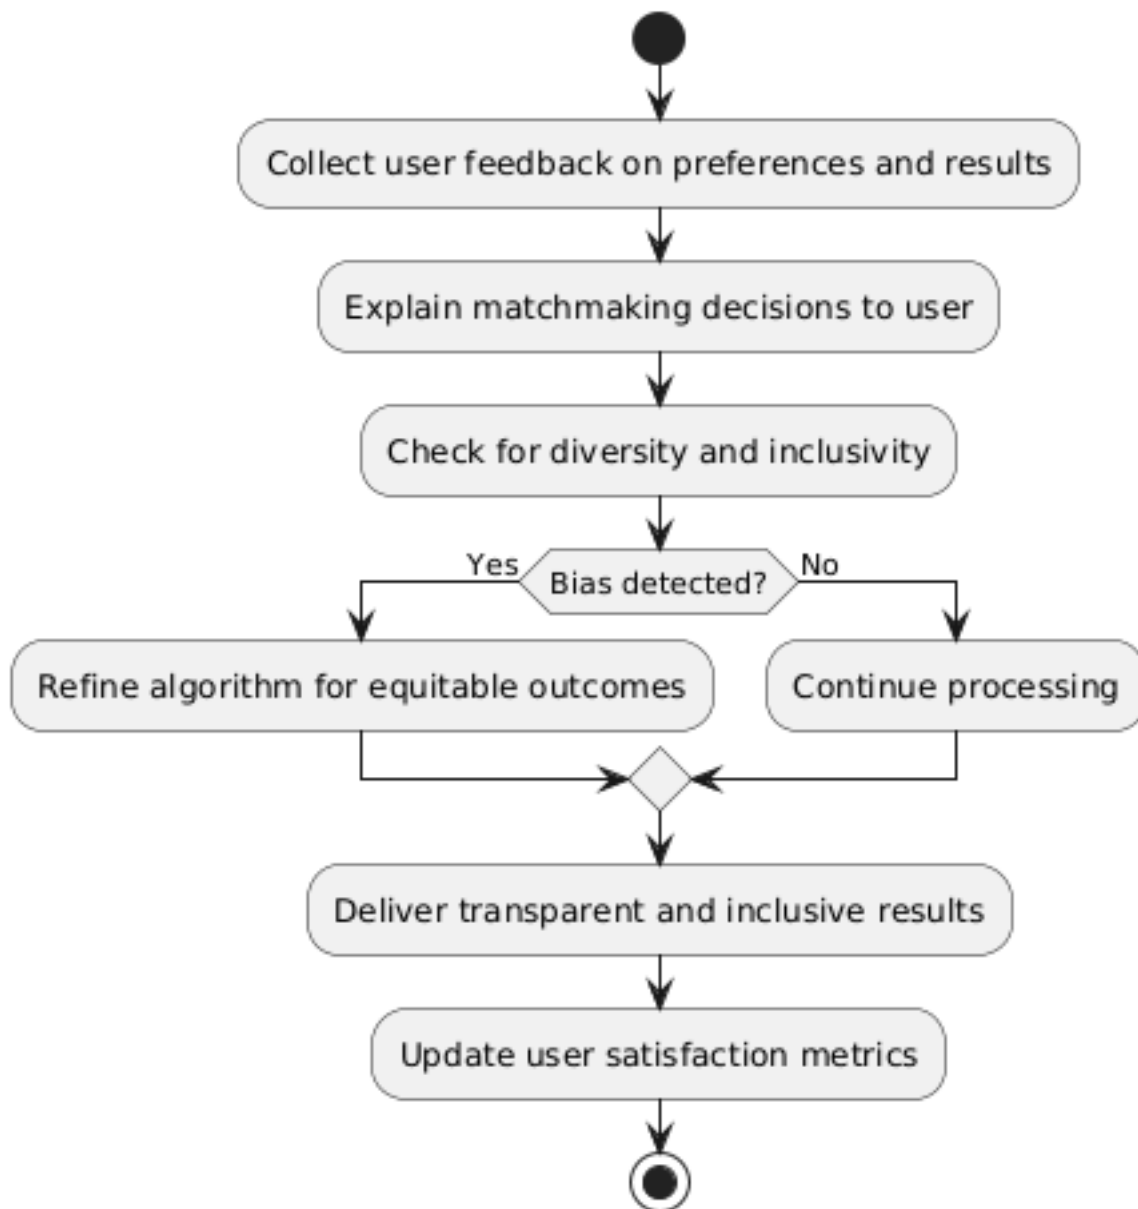 Collect user feedback on preferences and results
Explain matchmaking decisions to user
Check for diversity and inclusivity
Yes
Bias detected?
No
Refine algorithm for equitable outcomes
Continue processing
Deliver transparent and inclusive results
Update user satisfaction metrics